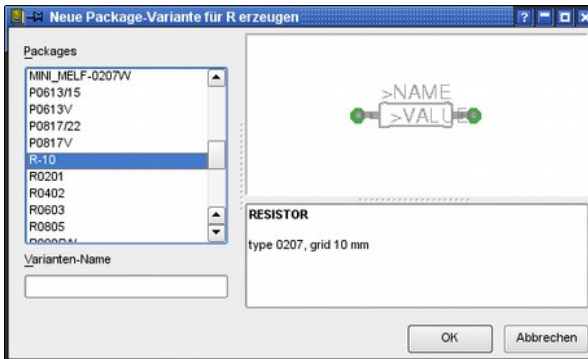 Neue Package-Variante für R erzeugen
Packages
MINI_MELF-0207W
P0613/15
P0613V
P0817/22
P0817V
R-10
R0201
R0402
R0603
R0805
Varianten-Name
>NAME
>VALUE
RESISTOR
type 0207, grid 10 mm
OK
Abbrechen